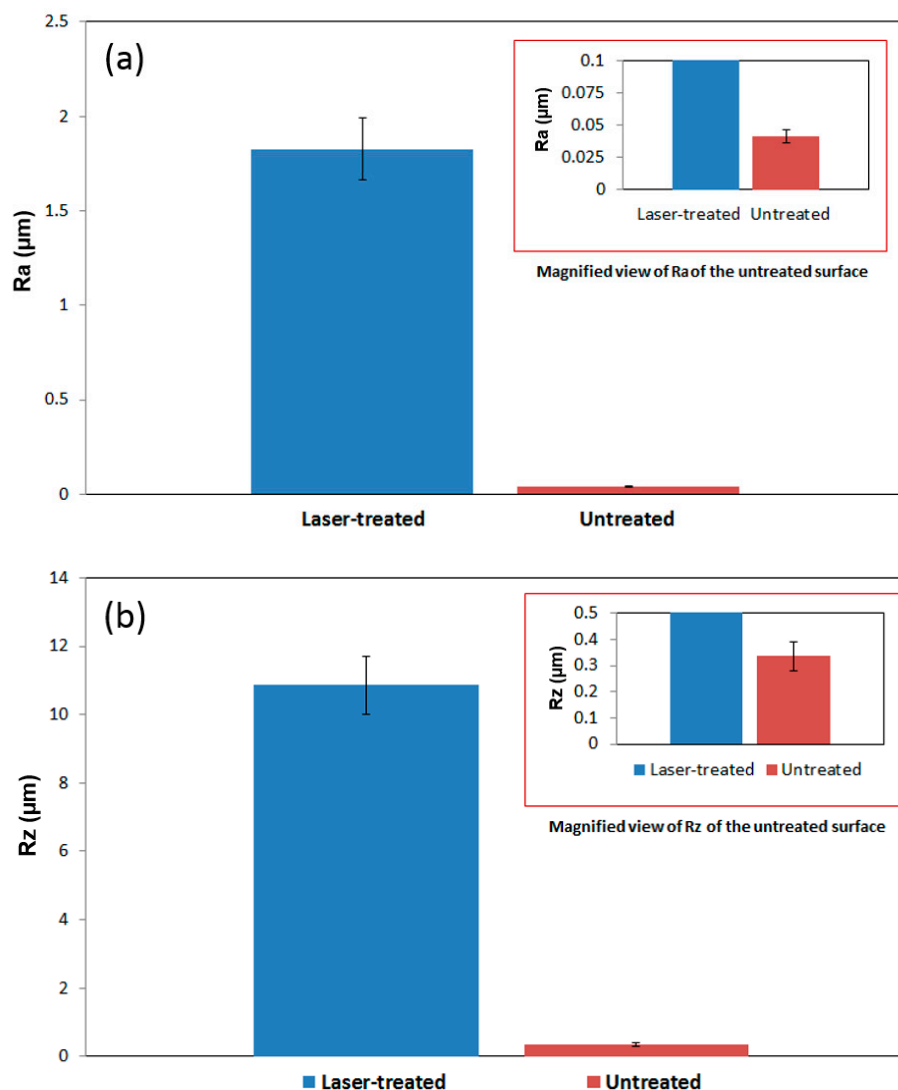 (a)
2.5
2
1.5
1
0.5
0
Ra (µm)
Laser-treated Untreated
0.1
0.075
0.05
0.025
0
Ra (µm)
Laser-treated Untreated
Magnified view of Ra of the untreated surface
(b)
14
12
10
8
6
4
2
0
Rz (µm)
Laser-treated Untreated
0.5
0.4
0.3
0.2
0.1
0
Rz (µm)
Laser-treated Untreated
Magnified view of Rz of the untreated surface